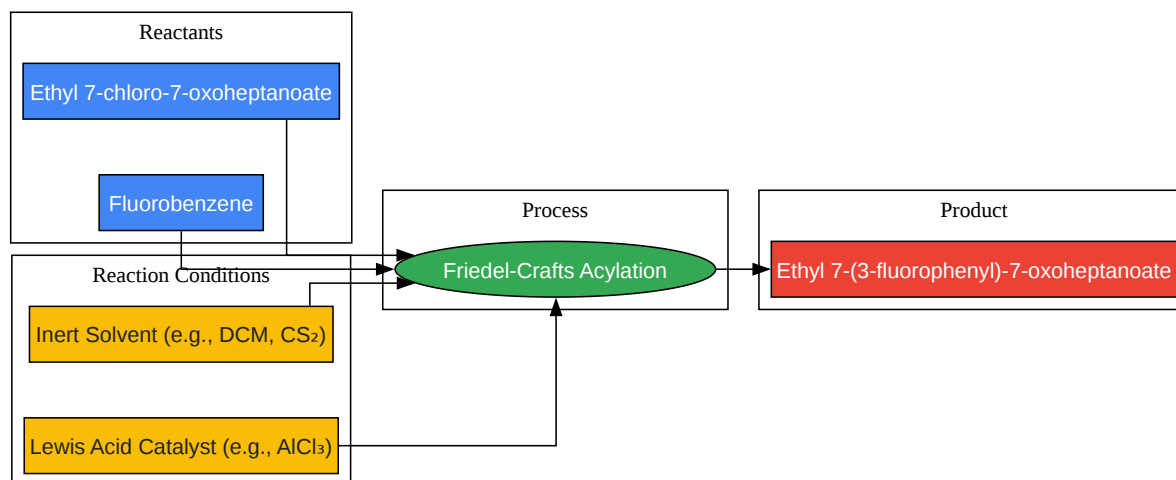 Reactants
Ethyl 7-chloro-7-oxoheptanoate
Fluorobenzene
Reaction Conditions
Inert Solvent (e.g., DCM, CS₂)
Lewis Acid Catalyst (e.g., AlCl₃)
Process
Friedel-Crafts Acylation
Product
Ethyl 7-(3-fluorophenyl)-7-oxoheptanoate